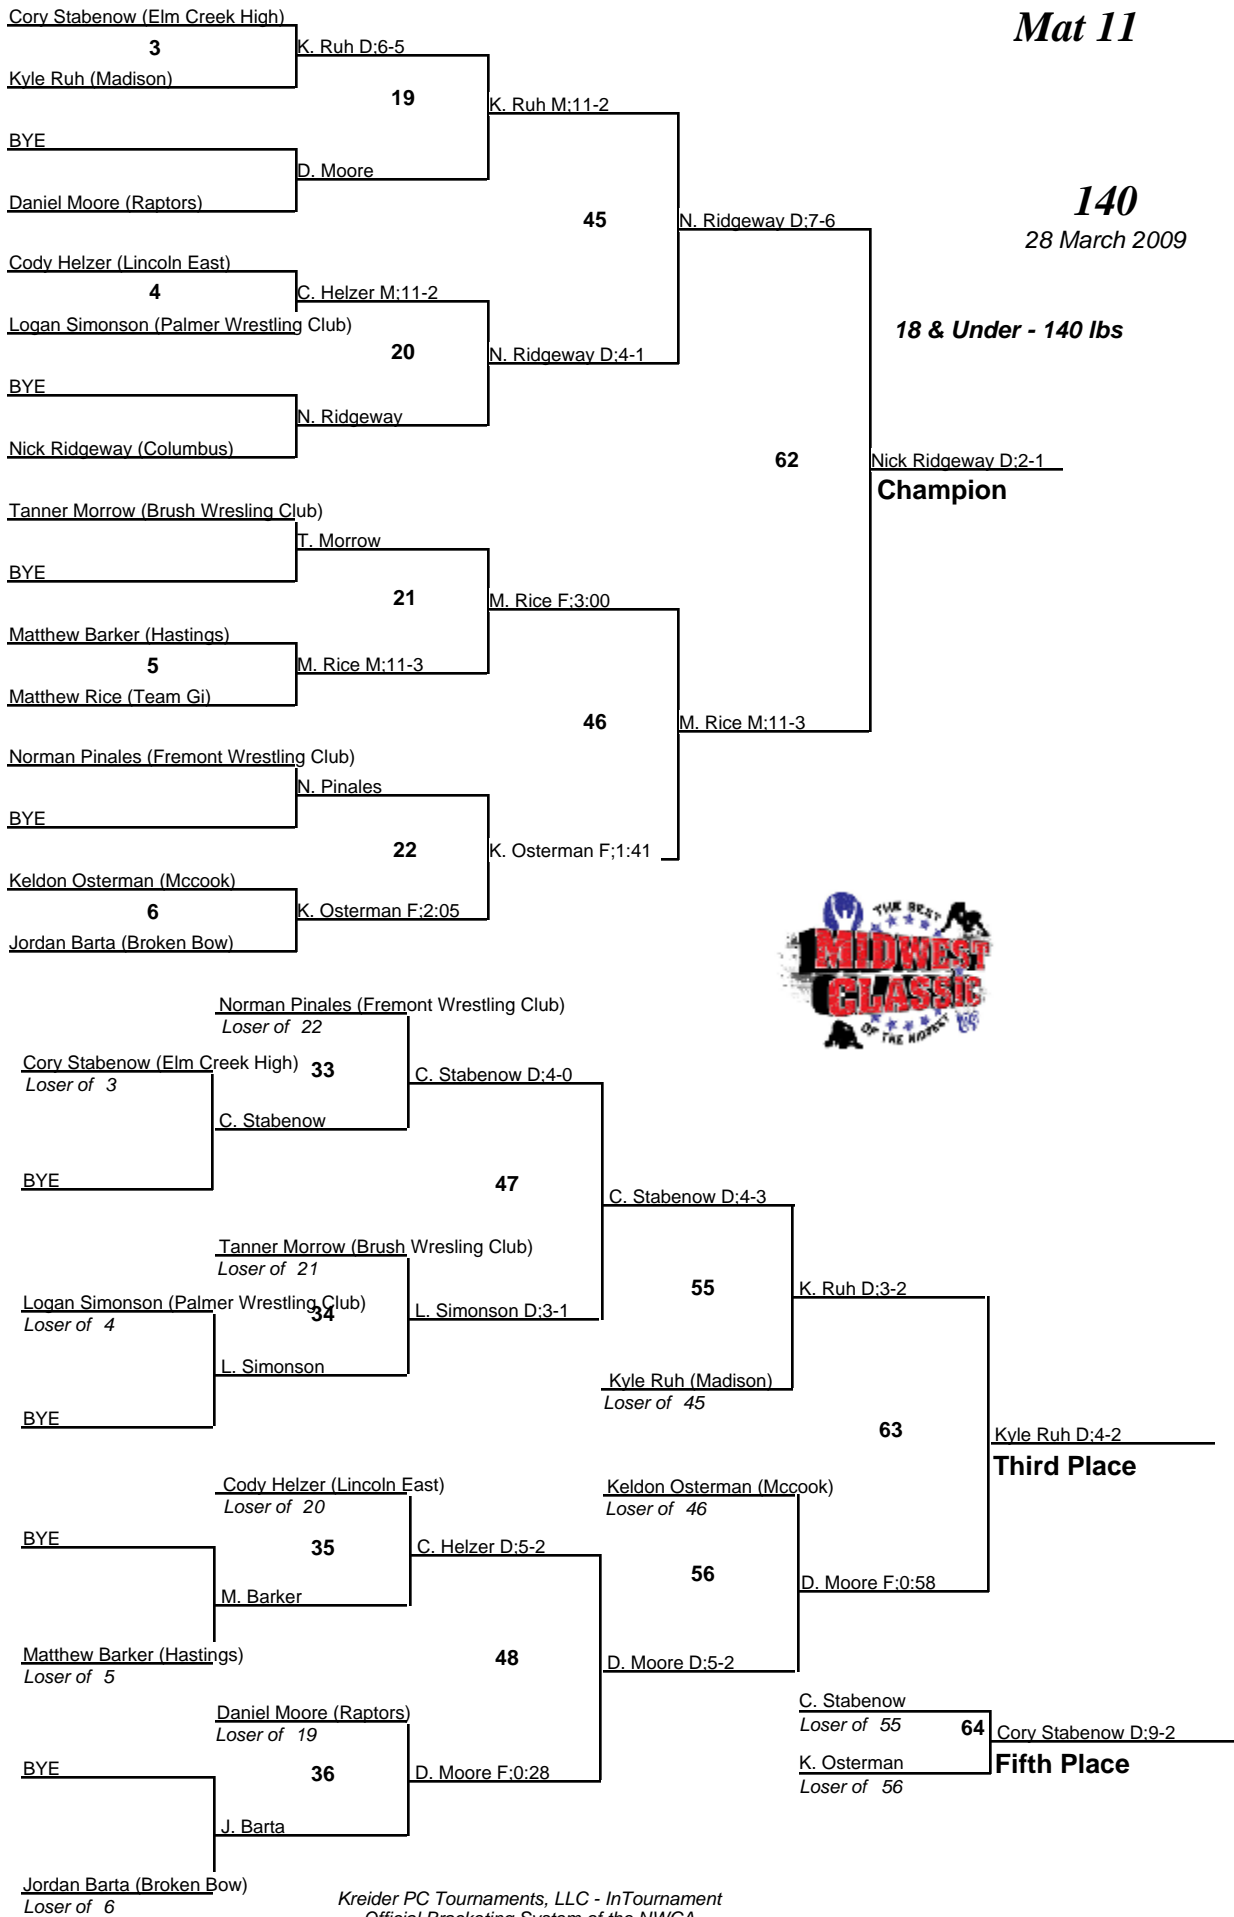 Mat 11
140
28 March 2009
18 & Under - 140 lbs
Cory Stabenow (Elm Creek High)
3
K. Ruh D;6-5
Kyle Ruh (Madison)
19
K. Ruh M;11-2
BYE
D. Moore
Daniel Moore (Raptors)
45
N. Ridgeway D;7-6
Cody Helzer (Lincoln East)
4
C. Helzer M;11-2
Logan Simonson (Palmer Wrestling Club)
20
N. Ridgeway D;4-1
BYE
N. Ridgeway
Nick Ridgeway (Columbus)
62
Nick Ridgeway D;2-1
Champion
Tanner Morrow (Brush Wresling Club)
T. Morrow
BYE
21
M. Rice F;3:00
Matthew Barker (Hastings)
5
M. Rice M;11-3
Matthew Rice (Team Gi)
46
M. Rice M;11-3
Norman Pinales (Fremont Wrestling Club)
N. Pinales
BYE
22
K. Osterman F;1:41
Keldon Osterman (Mccook)
6
K. Osterman F;2:05
Jordan Barta (Broken Bow)
THE BEST
MIDWEST
CLASSIC
OF THE MIDWEST
Norman Pinales (Fremont Wrestling Club)
Loser of 22
Cory Stabenow (Elm Creek High)
33
Loser of 3
C. Stabenow D;4-0
C. Stabenow
BYE
47
C. Stabenow D;4-3
Tanner Morrow (Brush Wresling Club)
Loser of 21
Logan Simonson (Palmer Wrestling Club)
34
Loser of 4
L. Simonson D;3-1
L. Simonson
BYE
55
K. Ruh D;3-2
Kyle Ruh (Madison)
Loser of 45
63
Kyle Ruh D;4-2
Third Place
Cody Helzer (Lincoln East)
Loser of 20
Keldon Osterman (Mccook)
Loser of 46
BYE
35
C. Helzer D;5-2
M. Barker
56
D. Moore F;0:58
Matthew Barker (Hastings)
Loser of 5
48
D. Moore D;5-2
Daniel Moore (Raptors)
Loser of 19
BYE
36
D. Moore F;0:28
J. Barta
Jordan Barta (Broken Bow)
Loser of 6
C. Stabenow
Loser of 55
64
Cory Stabenow D;9-2
Fifth Place
K. Osterman
Loser of 56
Kreider PC Tournaments, LLC - InTournament
Official Bracketing System of the NWCA